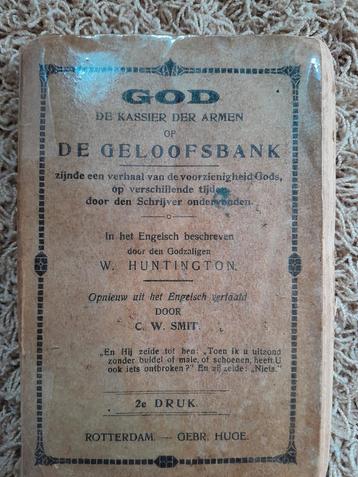 GOD
DE KASSIER DER ARMEN
OF
DE GELOOFSBANK
zijnde een verhaal van de voorzienigheid Gods,
op verschillende tijden
door den Schrijver ondervonden.
In het Engelsch beschreven
door den Godzaligen
W. HUNTINGTON.
Opnieuw uit het Engelsch vertaald
DOOR
C. W. SMIT.
„En Hij zeide tot hen: „Toen ik u uitzond
zonder buidel of male, of schoenen, heeft U
ook iets ontbroken?" En zij zeide: „Niets."
2e DRUK.
ROTTERDAM. — GEBR. HUGE.